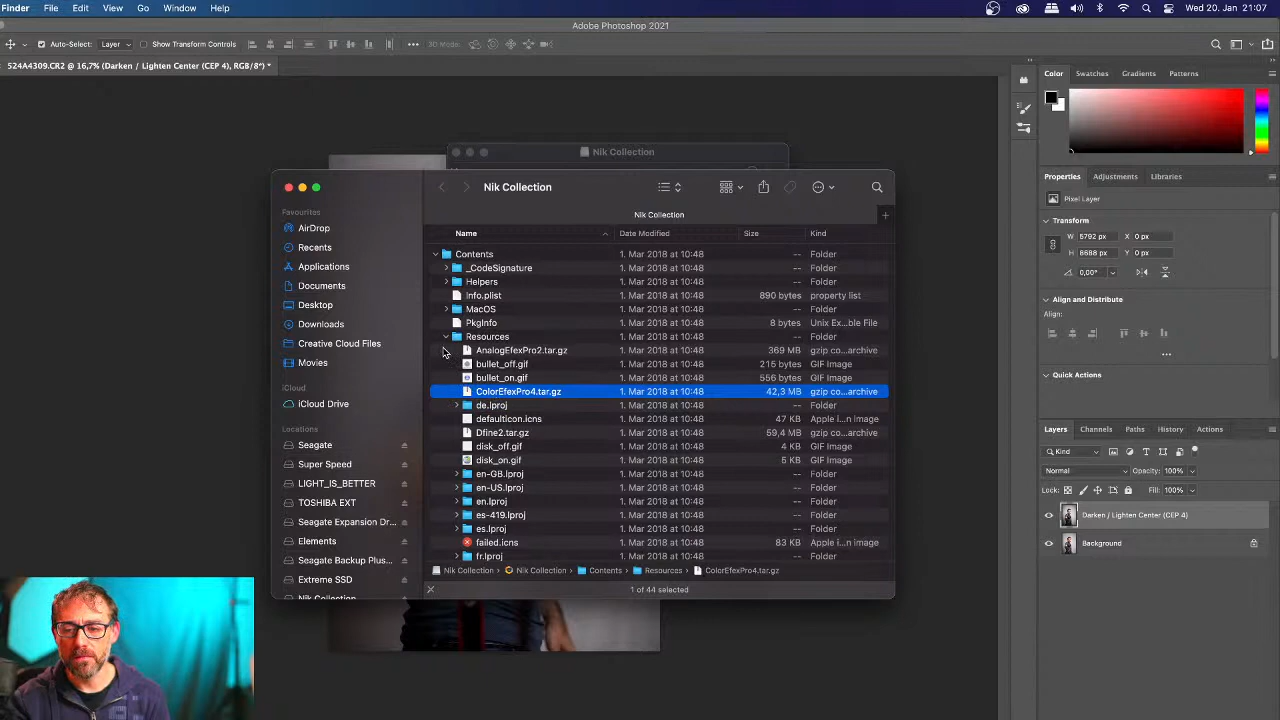 Finder File Edit View Go Window Help Wed 20. Jan 21:07
Adobe Photoshop 2021
Auto-Select: Layer Show Transform Controls 3D Mode:
524A4309.CR2 @ 16,7% (Darken / Lighten Center (CEP 4), RGB/8*) *
Color Swatches Gradients Patterns
Nik Collection
Nik Collection
Nik Collection
Name Date Modified Size Kind
Contents 1. Mar 2018 at 10:48 -- Folder
_CodeSignature 1. Mar 2018 at 10:48 -- Folder
Helpers 1. Mar 2018 at 10:48 -- Folder
Info.plist 1. Mar 2018 at 10:48 890 bytes property list
MacOS 1. Mar 2018 at 10:48 -- Folder
PkgInfo 1. Mar 2018 at 10:48 8 bytes Unix Ex...ble File
Resources 1. Mar 2018 at 10:48 -- Folder
AnalogEfexPro2.tar.gz 1. Mar 2018 at 10:48 369 MB gzip co...archive
bullet_off.gif 1. Mar 2018 at 10:48 215 bytes GIF Image
bullet_on.gif 1. Mar 2018 at 10:48 556 bytes GIF Image
ColorEfexPro4.tar.gz 1. Mar 2018 at 10:48 42,3 MB gzip co...archive
de.lproj 1. Mar 2018 at 10:48 -- Folder
defaulticon.icns 1. Mar 2018 at 10:48 47 KB Apple i...n image
Dfine2.tar.gz 1. Mar 2018 at 10:48 59,4 MB gzip co...archive
disk_off.gif 1. Mar 2018 at 10:48 4 KB GIF Image
disk_on.gif 1. Mar 2018 at 10:48 5 KB GIF Image
en-GB.lproj 1. Mar 2018 at 10:48 -- Folder
en-US.lproj 1. Mar 2018 at 10:48 -- Folder
en.lproj 1. Mar 2018 at 10:48 -- Folder
es-419.lproj 1. Mar 2018 at 10:48 -- Folder
es.lproj 1. Mar 2018 at 10:48 -- Folder
failed.icns 1. Mar 2018 at 10:48 83 KB Apple i...n image
fr.lproj 1. Mar 2018 at 10:48 -- Folder
Nik Collection Nik Collection Contents Resources ColorEfexPro4.tar.gz
1 of 44 selected
Favourites
AirDrop
Recents
Applications
Documents
Desktop
Downloads
Creative Cloud Files
Movies
iCloud
iCloud Drive
Locations
Seagate
Super Speed
LIGHT_IS_BETTER
TOSHIBA EXT
Seagate Expansion Dr...
Elements
Seagate Backup Plus...
Extreme SSD
Nik Collection
Properties Adjustments Libraries
Pixel Layer
Transform
W 5792 px X 0 px
H 8688 px Y 0 px
0,00°
Align and Distribute
Align:
Quick Actions
Layers Channels Paths History Actions
Kind
Normal Opacity: 100%
Lock: Fill: 100%
Darken / Lighten Center (CEP 4)
Background